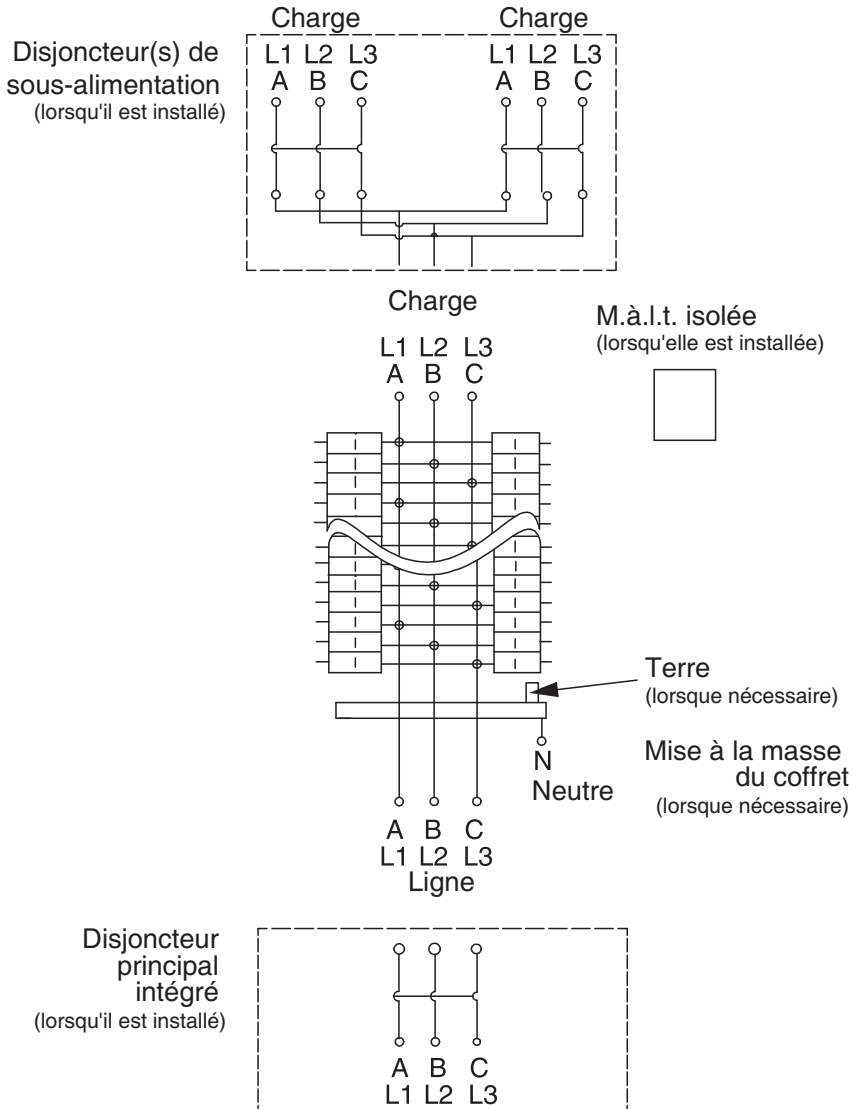 Charge Charge
Disjoncteur(s) de
sous-alimentation
(lorsqu'il est installé)
L1 L2 L3 L1 L2 L3
A B C A B C
Charge
L1 L2 L3
A B C
M.à.l.t. isolée
(lorsqu'elle est installée)
Terre
(lorsque nécessaire)
N
Neutre
Mise à la masse
du coffret
(lorsque nécessaire)
A B C
L1 L2 L3
Ligne
Disjoncteur
principal
intégré
(lorsqu'il est installé)
A B C
L1 L2 L3